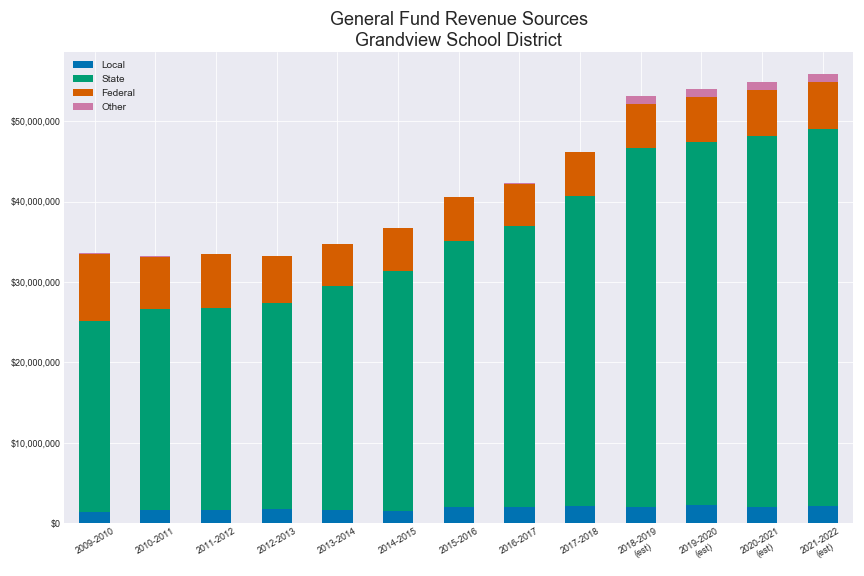 General Fund Revenue Sources
Grandview School District
Local
State
Federal
Other
$50,000,000
$40,000,000
$30,000,000
$20,000,000
$10,000,000
$0
2009-2010
2010-2011
2011-2012
2012-2013
2013-2014
2014-2015
2015-2016
2016-2017
2017-2018
2018-2019
(est)
2019-2020
(est)
2020-2021
(est)
2021-2022
(est)